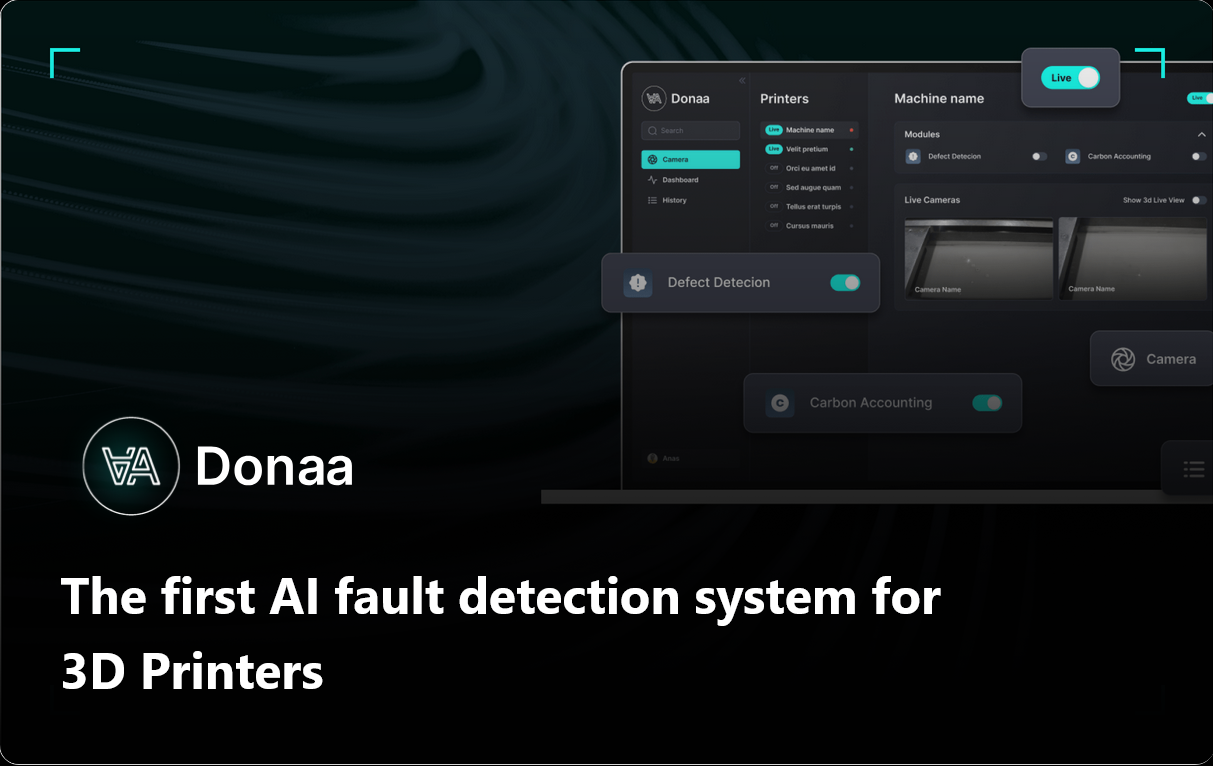 Live
Donaa
Search
Camera
Dashboard
History
Anas
Printers
Live Machine name
Live Velit pretium
Off Orci eu amet id
Off Sed augue quam
Off Tellus erat turpis
Off Cursus mauris
Machine name
Live
Modules
Defect Detecion
C Carbon Accounting
Live Cameras
Show 3d Live View
Camera Name
Camera Name
Defect Detecion
Camera
C Carbon Accounting
Donaa
The first AI fault detection system for
3D Printers